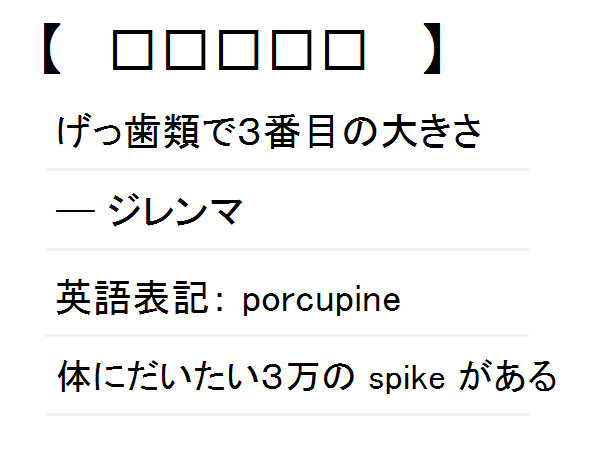 【 □□□□□ 】
げっ歯類で３番目の大きさ
― ジレンマ
英語表記： porcupine
体にだいたい３万の spike がある